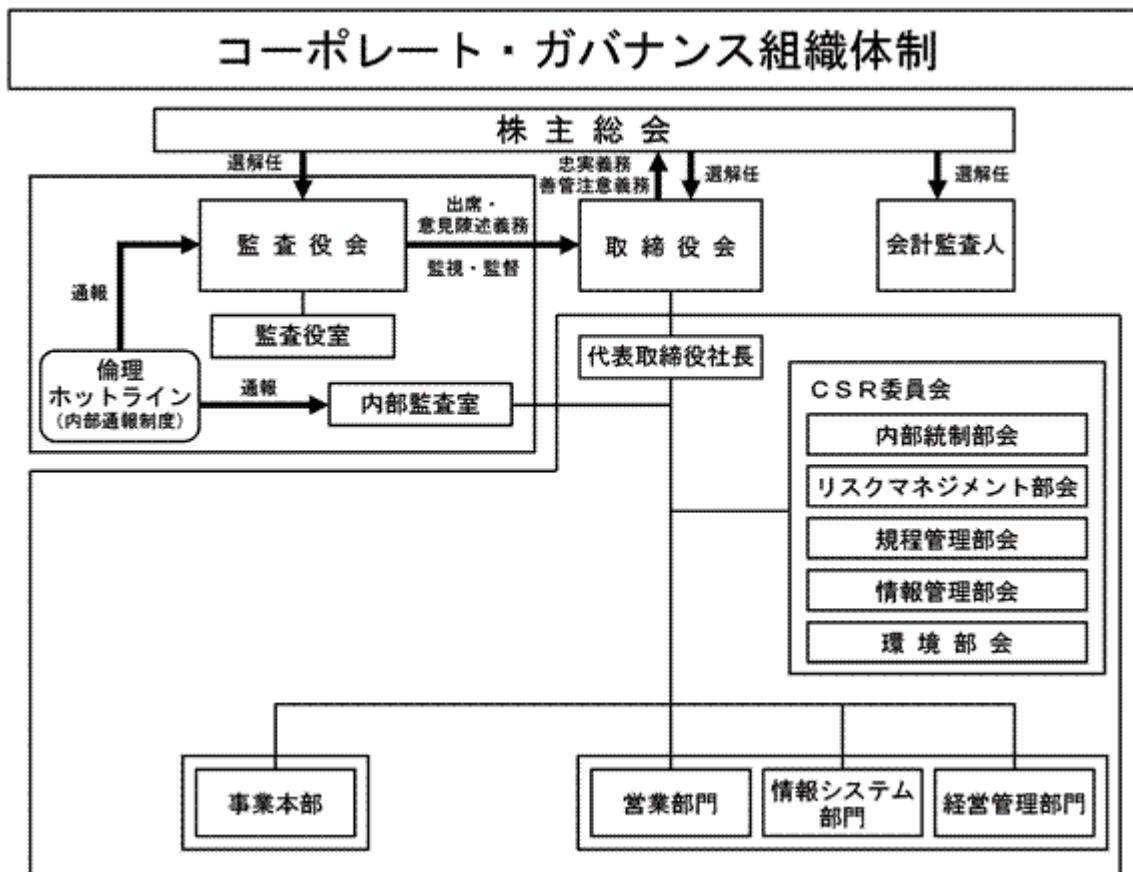 コーポレート・ガバナンス組織体制
株主総会
選解任
忠実義務
善管注意義務
選解任
選解任
監査役会
出席・
意見陳述義務
監視・監督
取締役会
会計監査人
通報
監査役室
代表取締役社長
倫理
ホットライン
(内部通報制度)
通報
内部監査室
CSR委員会
内部統制部会
リスクマネジメント部会
規程管理部会
情報管理部会
環境部会
事業本部
営業部門
情報システム
部門
経営管理部門